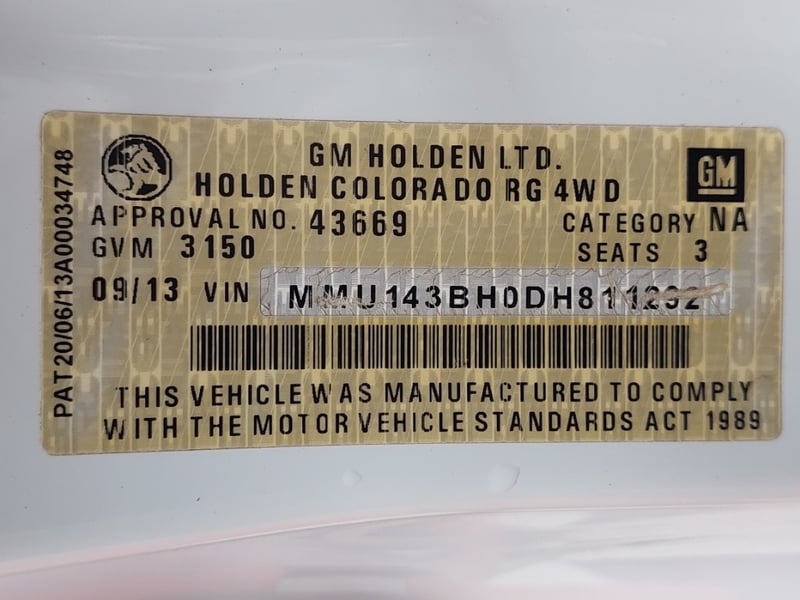 GM HOLDEN LTD.
GM
HOLDEN COLORADO RG 4WD
APPROVAL NO. 43669 CATEGORY NA
GVM 3150 SEATS 3
09/13 VIN MMU143BH0DH811292
THIS VEHICLE WAS MANUFACTURED TO COMPLY
WITH THE MOTOR VEHICLE STANDARDS ACT 1989
PAT20/06/13A00034748